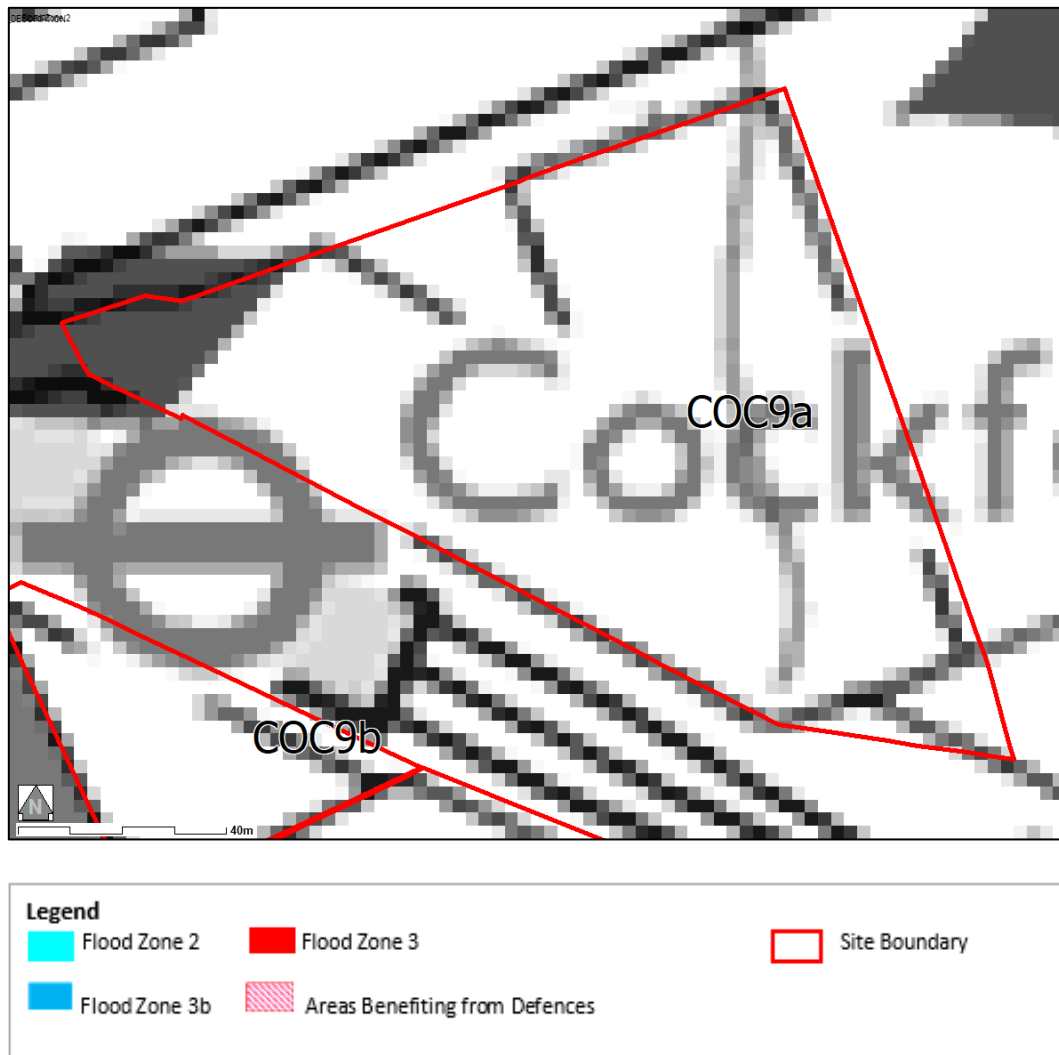 Cockf
COC9a
COC9b
N
40m
Legend
Flood Zone 2
Flood Zone 3
Site Boundary
Flood Zone 3b
Areas Benefiting from Defences